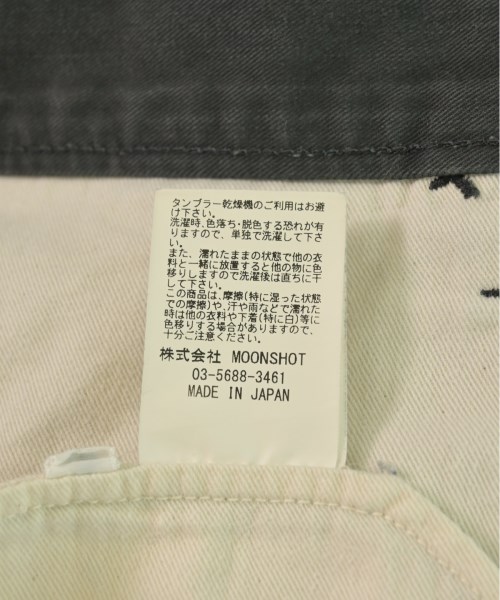 タンブラー乾燥機のご利用はお避
け下さい。
洗濯時、色落ち・脱色する恐れが有
りますので、単独で洗濯して下さ
い。
また、濡れたままの状態で他の衣
料と一緒に放置すると他の物に色
移りしますので洗濯後は直ちに干
して下さい。
この商品は、摩擦(特に湿った状態
での摩擦)や、汗や雨などで濡れた
時は他の衣料や下着(特に白)等に
色移りする場合がありますので、
十分ご注意ください。
株式会社 MOONSHOT
03-5688-3461
MADE IN JAPAN